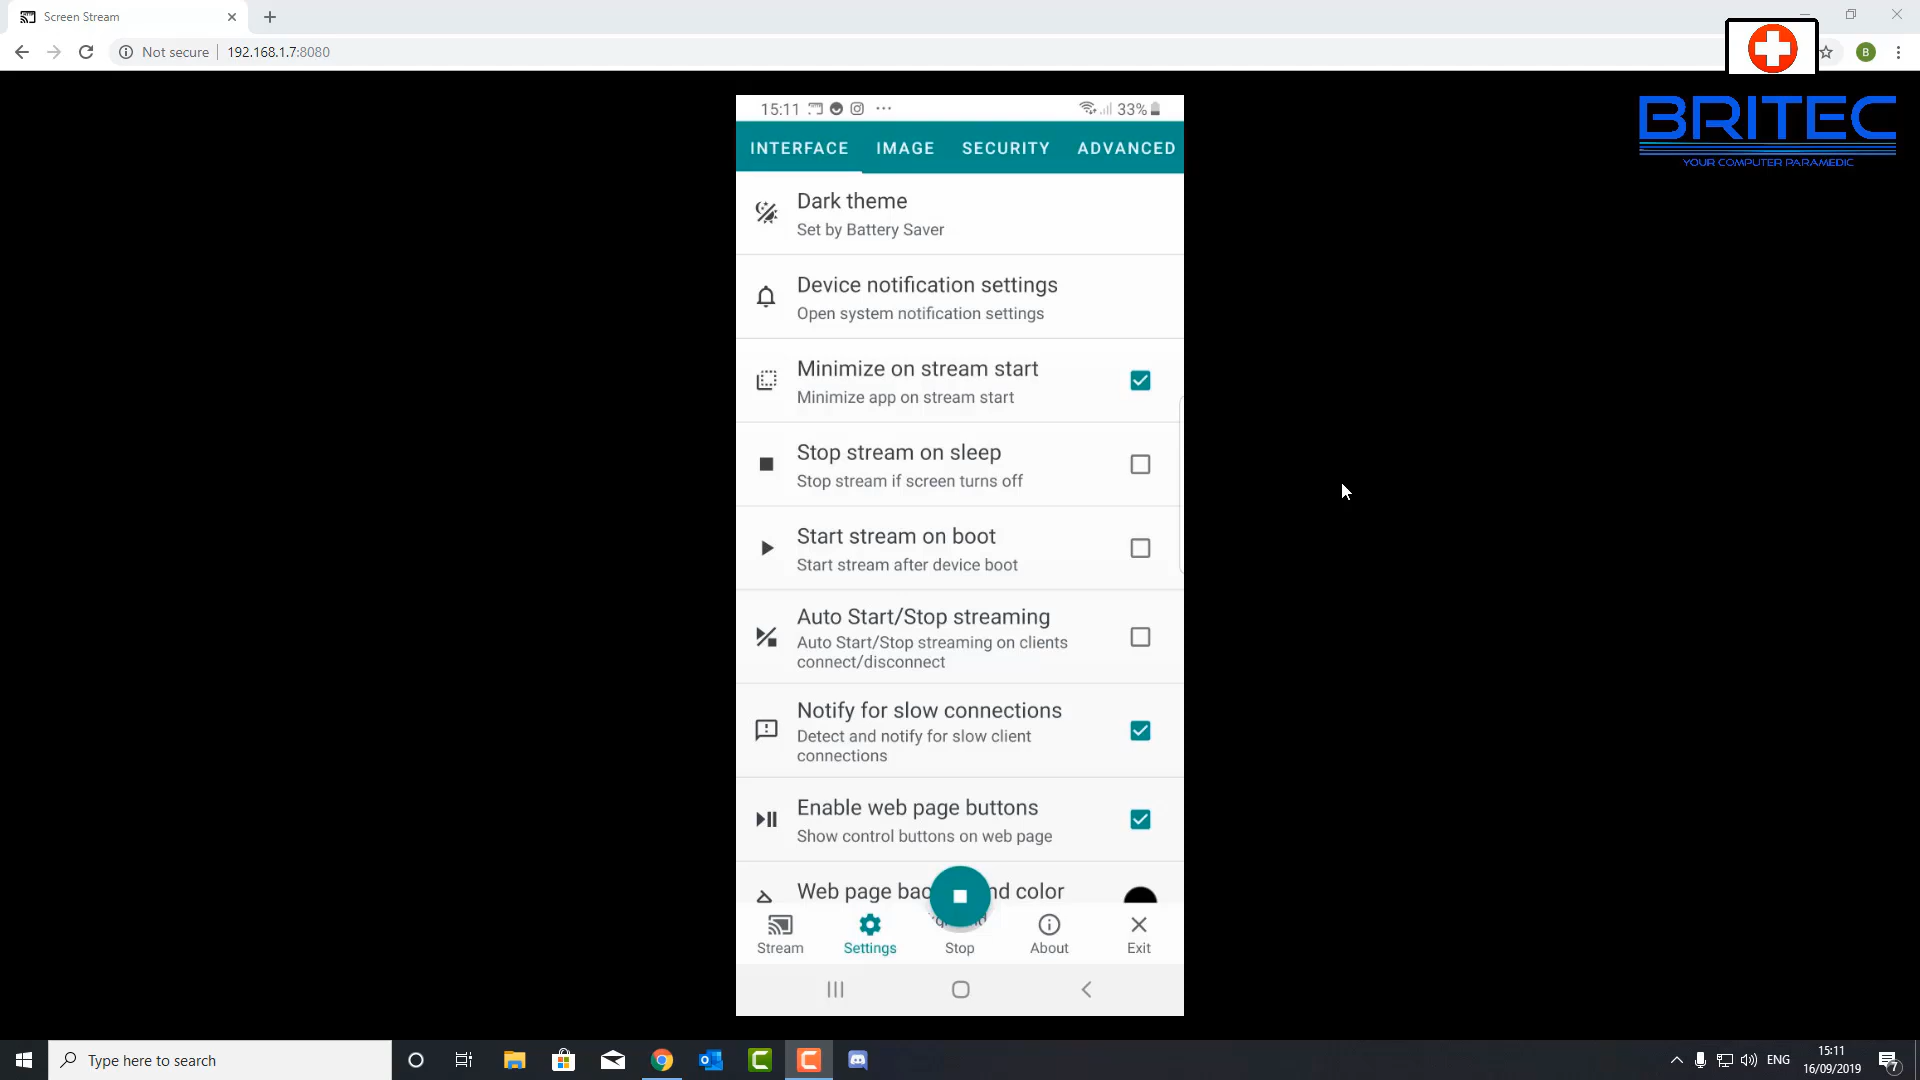 Screen Stream
Not secure
192.168.1.7:8080
B
BRITEC
YOUR COMPUTER PARAMEDIC
15:11
33%
INTERFACE IMAGE SECURITY ADVANCED
Dark theme
Set by Battery Saver
Device notification settings
Open system notification settings
Minimize on stream start
Minimize app on stream start
Stop stream on sleep
Stop stream if screen turns off
Start stream on boot
Start stream after device boot
Auto Start/Stop streaming
Auto Start/Stop streaming on clients
connect/disconnect
Notify for slow connections
Detect and notify for slow client
connections
Enable web page buttons
Show control buttons on web page
Web page bac nd color
Stream Settings Stop About Exit
Type here to search
ENG
15:11
16/09/2019
7